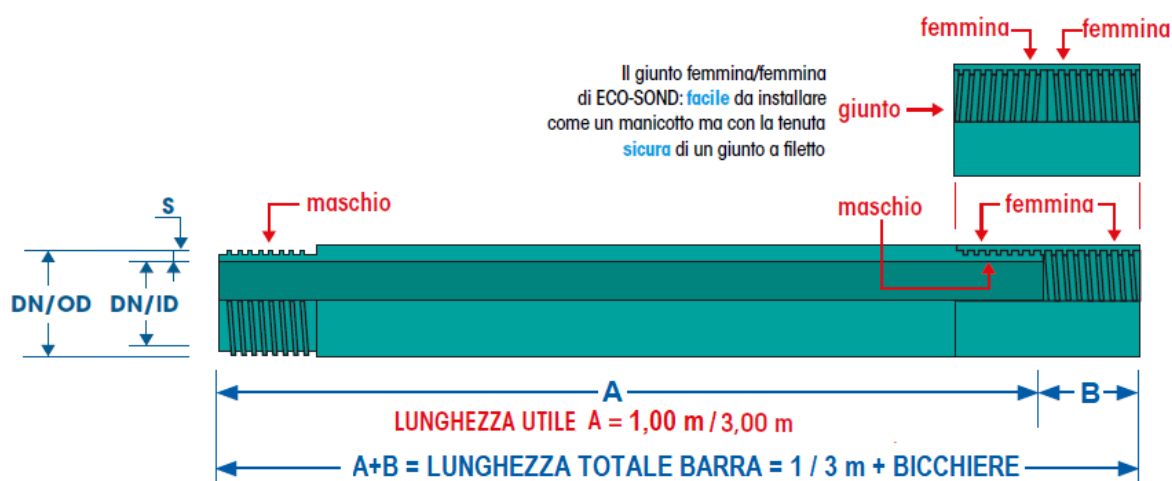 femmina femmina
Il giunto femmina/femmina
di ECO-SOND: facile da installare
come un manicotto ma con la tenuta
sicura di un giunto a filetto
giunto
S
maschio
maschio
femmina
DN/OD
DN/ID
A
B
LUNGHEZZA UTILE A = 1,00 m / 3,00 m
A+B = LUNGHEZZA TOTALE BARRA = 1 / 3 m + BICCHIERE